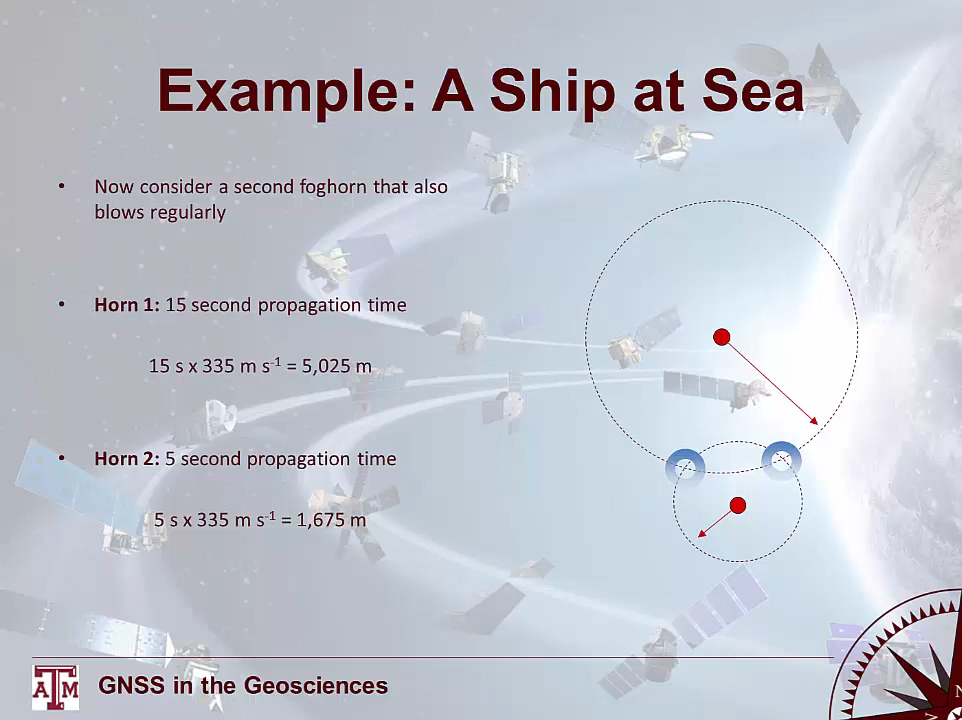 Example: A Ship at Sea
• Now consider a second foghorn that also
blows regularly
• Horn 1: 15 second propagation time
15 s x 335 m s-1 = 5,025 m
• Horn 2: 5 second propagation time
5 s x 335 m s-1 = 1,675 m
ATM
GNSS in the Geosciences
N